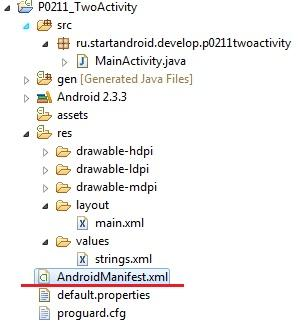 P0211_TwoActivity
src
ru.startandroid.develop.p0211twoactivity
MainActivity.java
gen [Generated Java Files]
Android 2.3.3
assets
res
drawable-hdpi
drawable-ldpi
drawable-mdpi
layout
main.xml
values
strings.xml
AndroidManifest.xml
default.properties
proguard.cfg